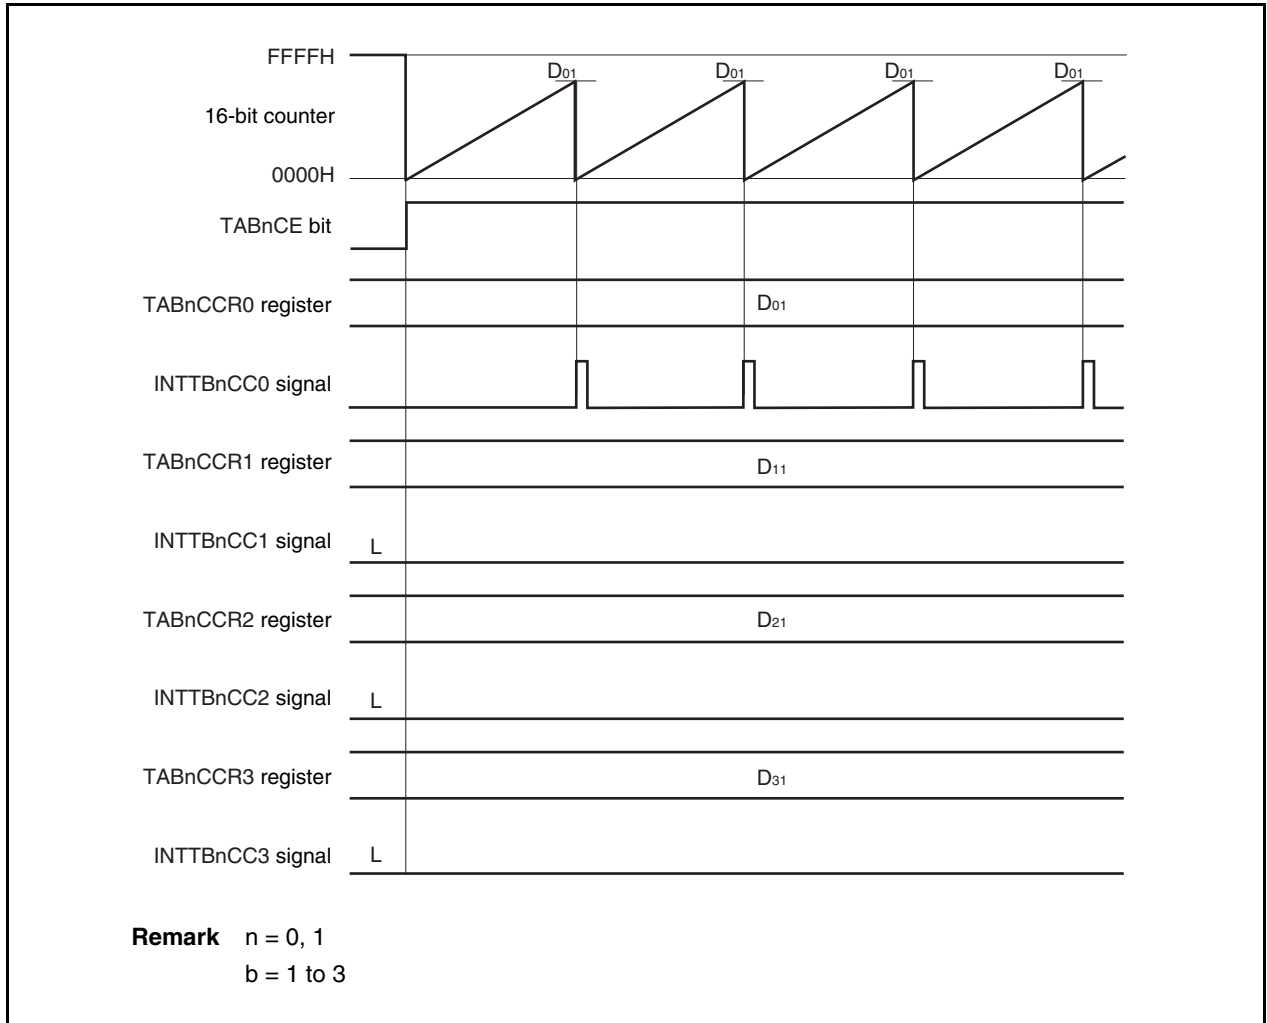 FFFFH
D01 D01 D01 D01
16-bit counter
0000H
TABnCE bit
TABnCCR0 register D01
INTTBnCC0 signal
TABnCCR1 register D11
INTTBnCC1 signal L
TABnCCR2 register D21
INTTBnCC2 signal L
TABnCCR3 register D31
INTTBnCC3 signal L
Remark n = 0, 1
b = 1 to 3